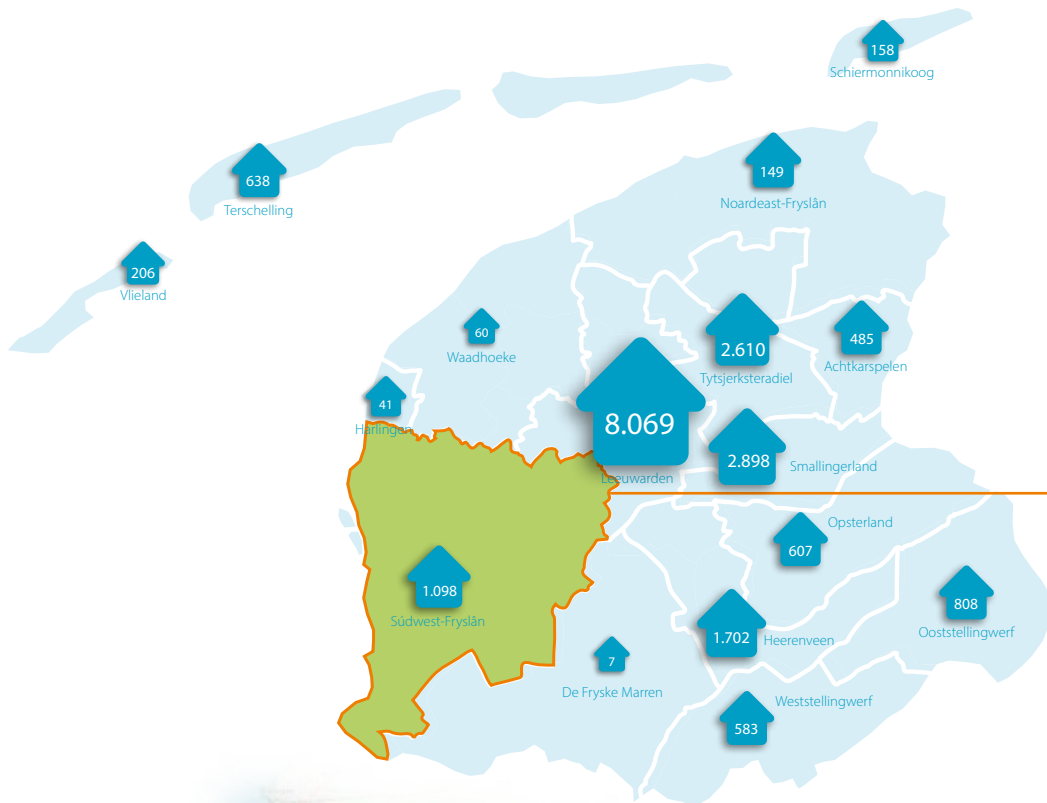 158
Schiermonnikoog
149
Noardeast-Fryslân
638
Terschelling
206
Vlieland
60
Waadhoeke
2.610
Tytsjerksteradiel
485
Achtkarspelen
41
Harlingen
8.069
Leeuwarden
2.898
Smallingerland
Opsterland
607
1.098
Súdwest-Fryslân
808
Ooststellingwerf
1.702
Heerenveen
7
De Fryske Marren
Weststellingwerf
583